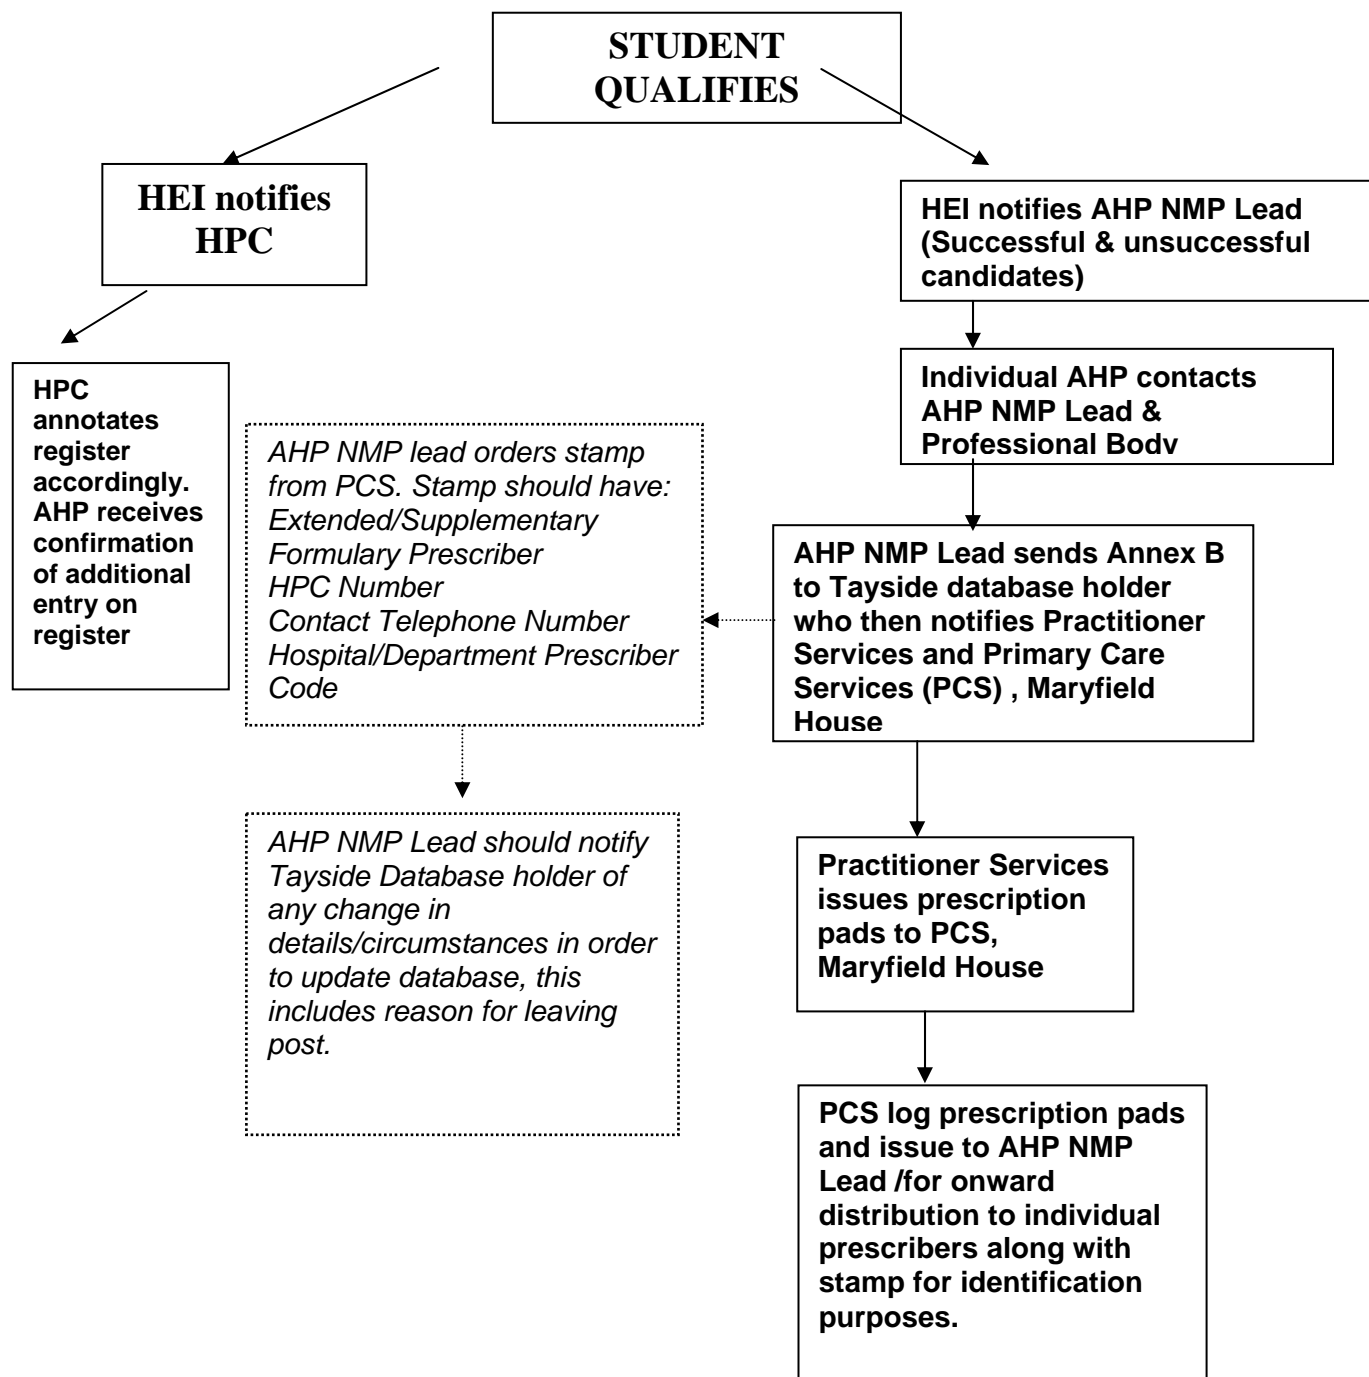 STUDENT
QUALIFIES
HEI notifies
HPC
HEI notifies AHP NMP Lead
(Successful & unsuccessful
candidates)
HPC
annotates
register
accordingly.
AHP receives
confirmation
of additional
entry on
register
Individual AHP contacts
AHP NMP Lead &
Professional Body
AHP NMP lead orders stamp
from PCS. Stamp should have:
Extended/Supplementary
Formulary Prescriber
HPC Number
Contact Telephone Number
Hospital/Department Prescriber
Code
AHP NMP Lead sends Annex B
to Tayside database holder
who then notifies Practitioner
Services and Primary Care
Services (PCS) , Maryfield
House
AHP NMP Lead should notify
Tayside Database holder of
any change in
details/circumstances in order
to update database, this
includes reason for leaving
post.
Practitioner Services
issues prescription
pads to PCS,
Maryfield House
PCS log prescription pads
and issue to AHP NMP
Lead /for onward
distribution to individual
prescribers along with
stamp for identification
purposes.